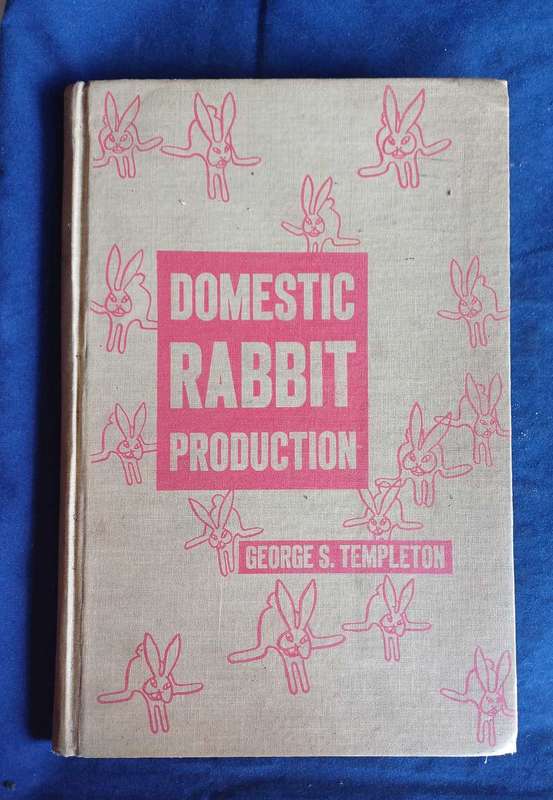 DOMESTIC
RABBIT
PRODUCTION
GEORGE S. TEMPLETON